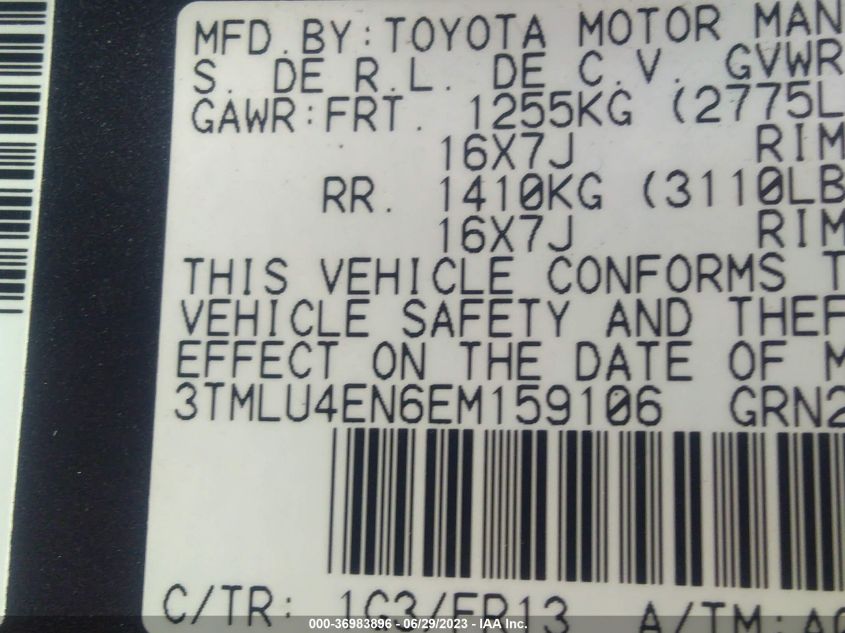 MFD.BY:TOYOTA MOTOR MAN
S. DE R.L. DE C.V. GVWR
GAWR:FRT. 1255KG (2775L
16X7J RIM
RR. 1410KG (3110LB
16X7J RIM
THIS VEHICLE CONFORMS T
VEHICLE SAFETY AND THEF
EFFECT ON THE DATE OF M
3TMLU4EN6EM159106 GRN2
C/TR: 1G3/FR13 A/TM:A0
000-36983896 - 06/29/2023 - IAA Inc.